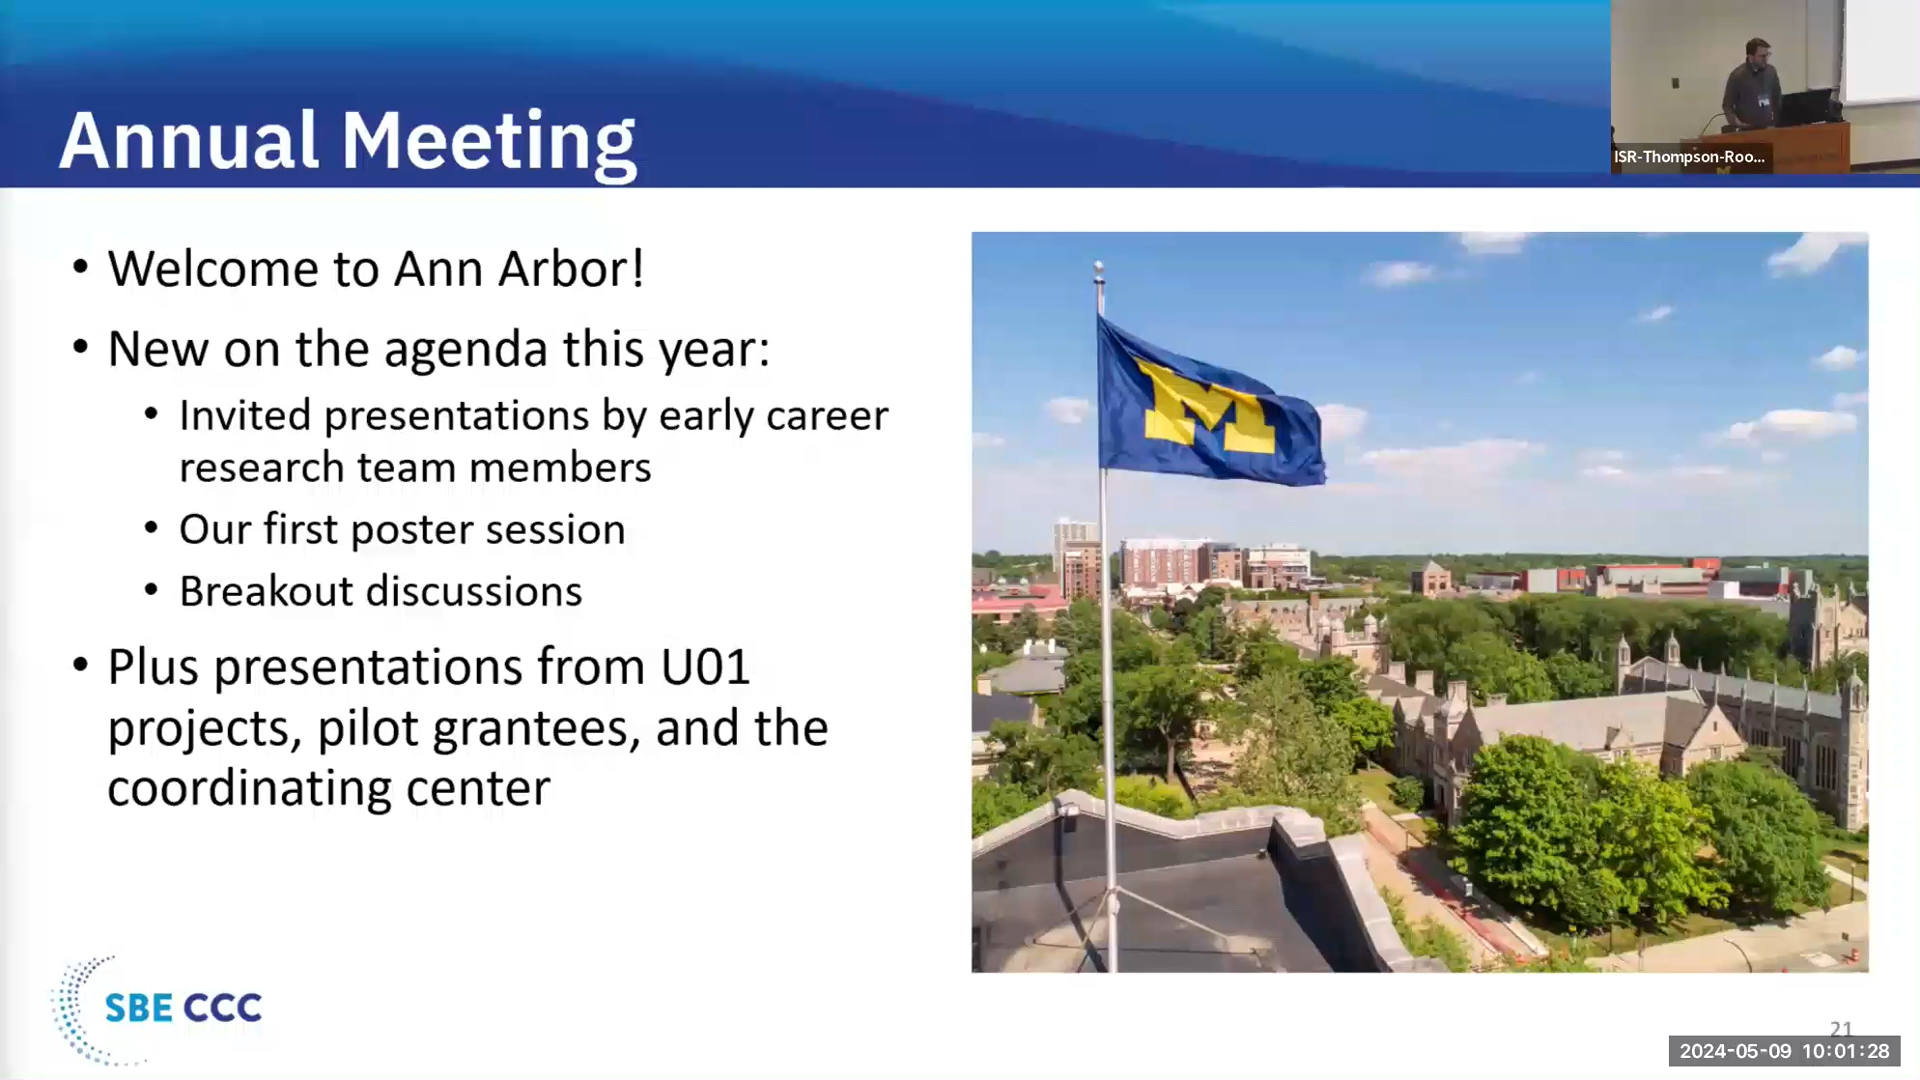 Annual Meeting
ISR-Thompson-Roo...
• Welcome to Ann Arbor!
• New on the agenda this year:
• Invited presentations by early career
research team members
• Our first poster session
• Breakout discussions
• Plus presentations from U01
projects, pilot grantees, and the
coordinating center
M
SBE CCC
21
2024-05-09 10:01:28